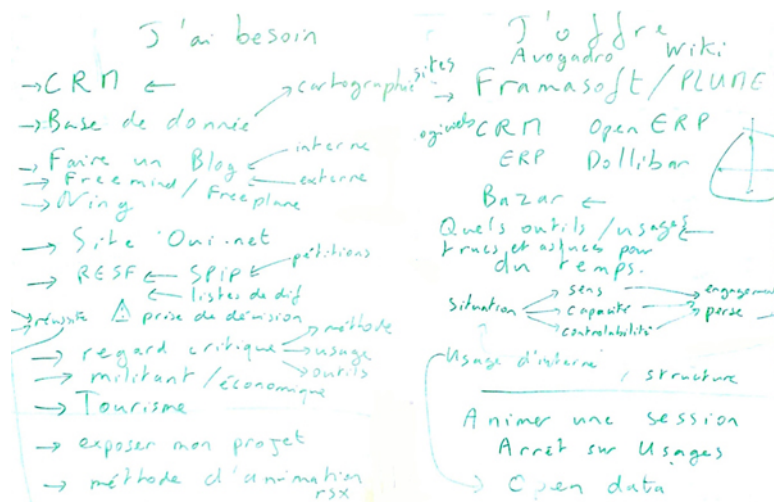 J'ai besoin
→ CRM ←
→ Base de donnée → cartographie
→ Faire un Blog ← interne
→ Freemind / Freeplane ← externe
→ Ning
→ Site Oui.net
→ RESF ← SPIP ← pétitions
← listes de dif
→ réussite ⚠ prise de décision
→ regard critique → méthode
→ usage
→ outils
→ militant / économique
→ Tourisme
→ exposer mon projet
→ méthode d'animation
rsx
J'offre
sites Avogadro Wiki
→ Framasoft / PLUME
ogiciels CRM Open ERP
ERP Dollibar
Bazar ←
Quels outils / usages ←
trucs et astuces pour
du temps.
Situation → sens → engagement
→ capacité → perse
→ controlabilité
Usage d'interne
/ structure
Animer une session
Arrêt sur Usages
→ Open data